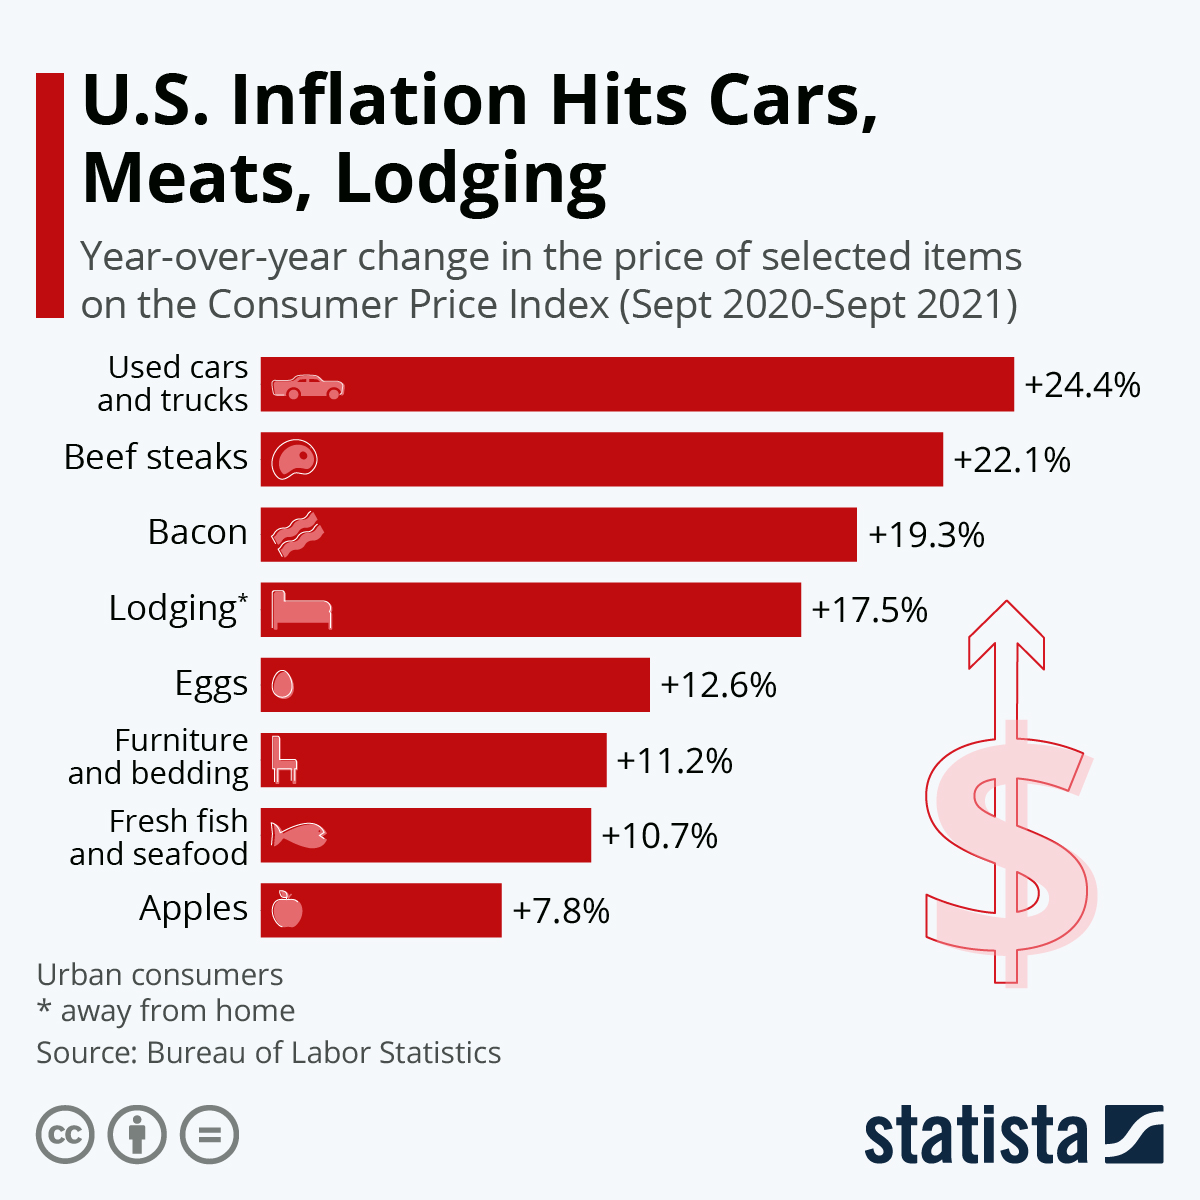 U.S. Inflation Hits Cars,
Meats, Lodging
Year-over-year change in the price of selected items
on the Consumer Price Index (Sept 2020-Sept 2021)
Used cars
and trucks
+24.4%
Beef steaks
+22.1%
Bacon
+19.3%
Lodging*
+17.5%
Eggs
+12.6%
Furniture
and bedding
+11.2%
Fresh fish
and seafood
+10.7%
Apples
+7.8%
$
Urban consumers
* away from home
Source: Bureau of Labor Statistics
cc
=
statista